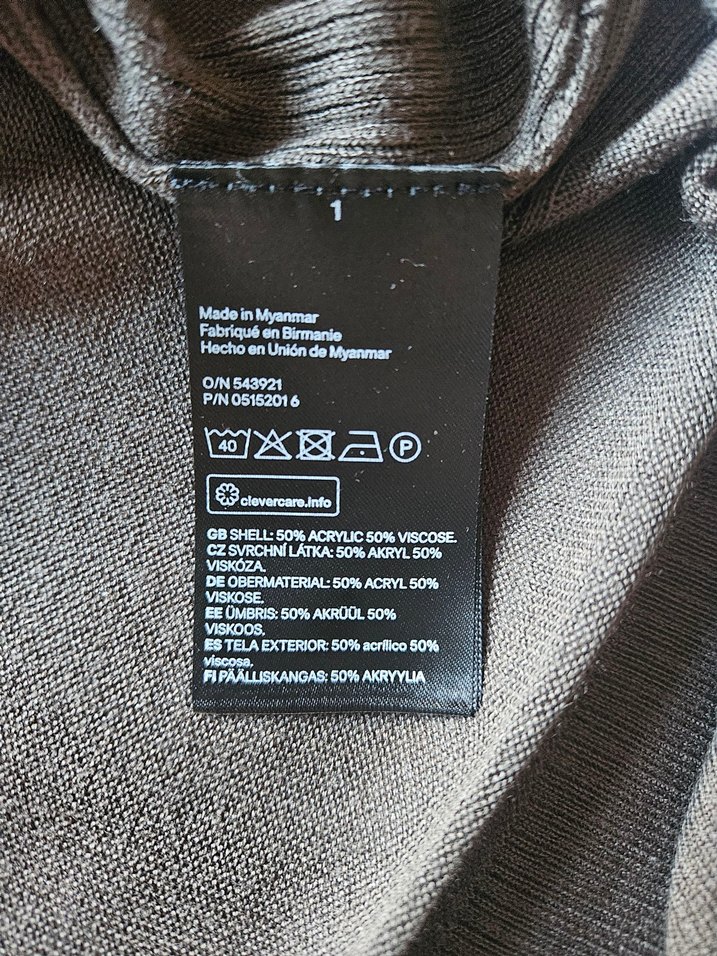 1
Made in Myanmar
Fabriqué en Birmanie
Hecho en Unión de Myanmar
O/N 543921
P/N 05152016
40 P
clevercare.info
GB SHELL: 50% ACRYLIC 50% VISCOSE.
CZ SVRCHNÍ LÁTKA: 50% AKRYL 50%
VISKÓZA.
DE OBERMATERIAL: 50% ACRYL 50%
VISKOSE.
EE ÜMBRIS: 50% AKRÜÜL 50%
VISKOOS.
ES TELA EXTERIOR: 50% acrílico 50%
viscosa.
FI PÄÄLLISKANGAS: 50% AKRYYLIA